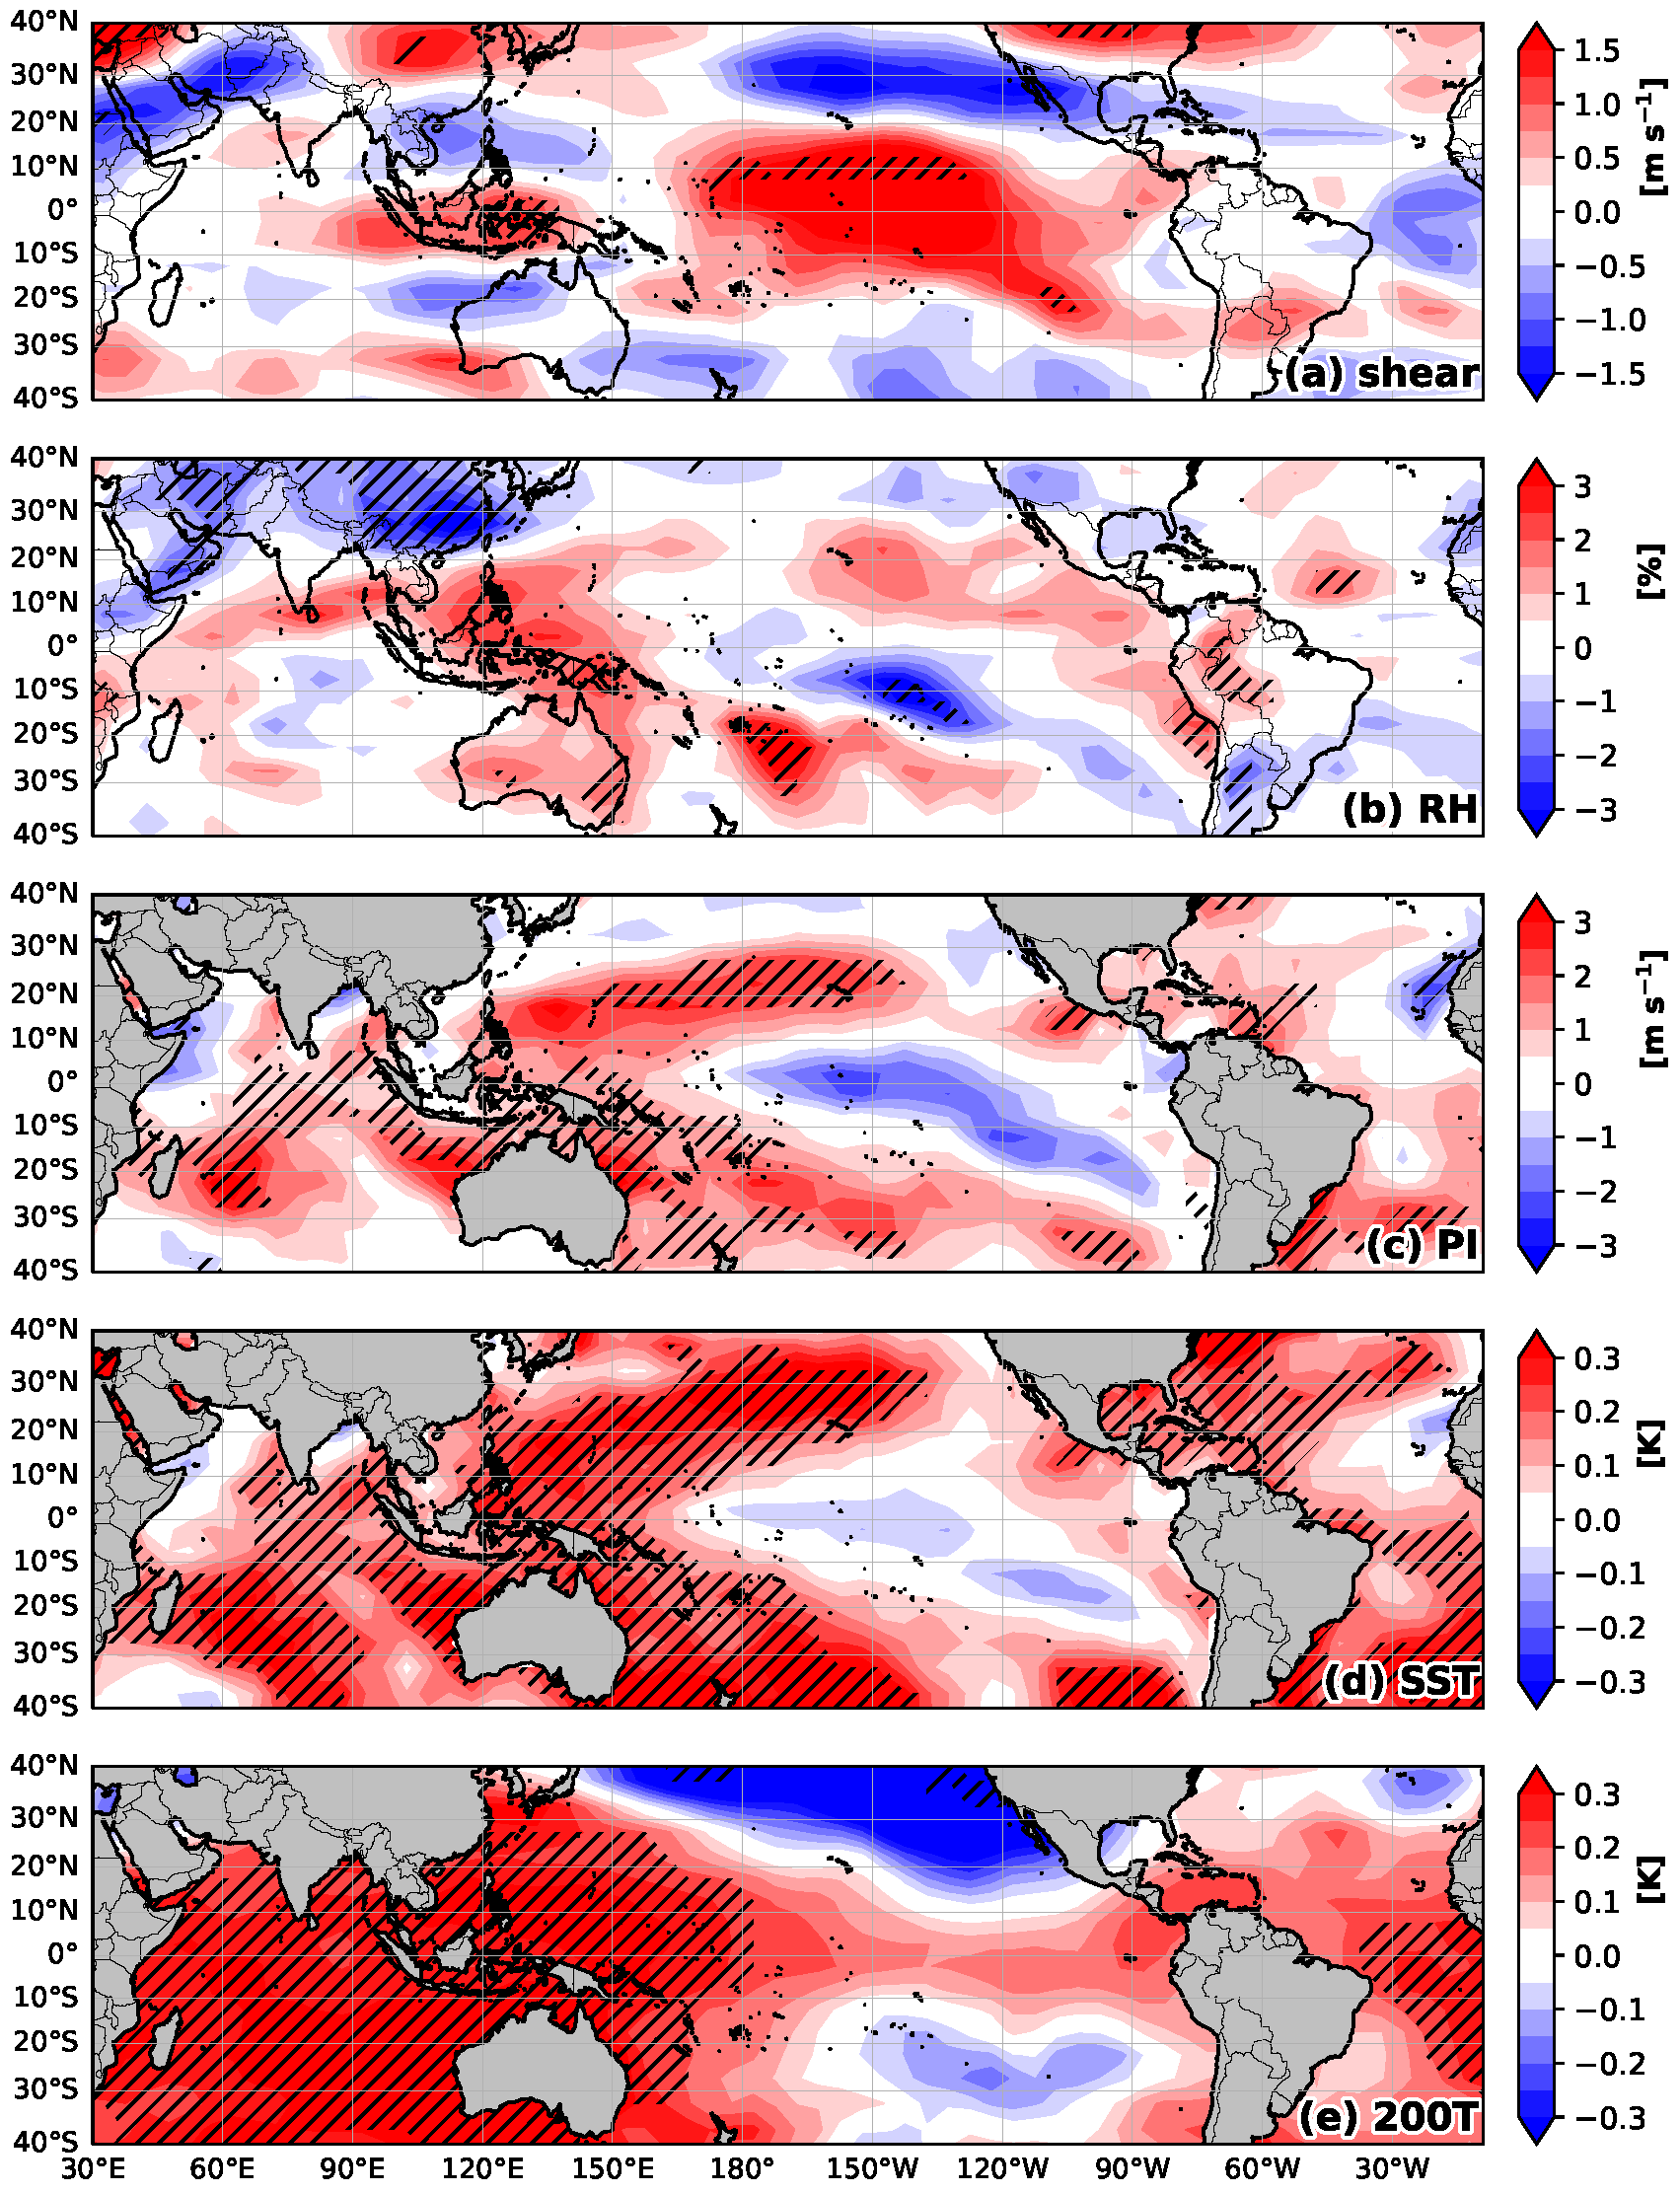 40°N
30°N
20°N
10°N
0°
10°S
20°S
30°S
40°S
(a) shear
1.5
1.0
0.5
0.0
−0.5
−1.0
−1.5
[m s⁻¹]
40°N
30°N
20°N
10°N
0°
10°S
20°S
30°S
40°S
(b) RH
3
2
1
0
−1
−2
−3
[%]
40°N
30°N
20°N
10°N
0°
10°S
20°S
30°S
40°S
(c) PI
3
2
1
0
−1
−2
−3
[m s⁻¹]
40°N
30°N
20°N
10°N
0°
10°S
20°S
30°S
40°S
(d) SST
0.3
0.2
0.1
0.0
−0.1
−0.2
−0.3
[K]
40°N
30°N
20°N
10°N
0°
10°S
20°S
30°S
40°S
(e) 200T
0.3
0.2
0.1
0.0
−0.1
−0.2
−0.3
[K]
30°E 60°E 90°E 120°E 150°E 180° 150°W 120°W 90°W 60°W 30°W